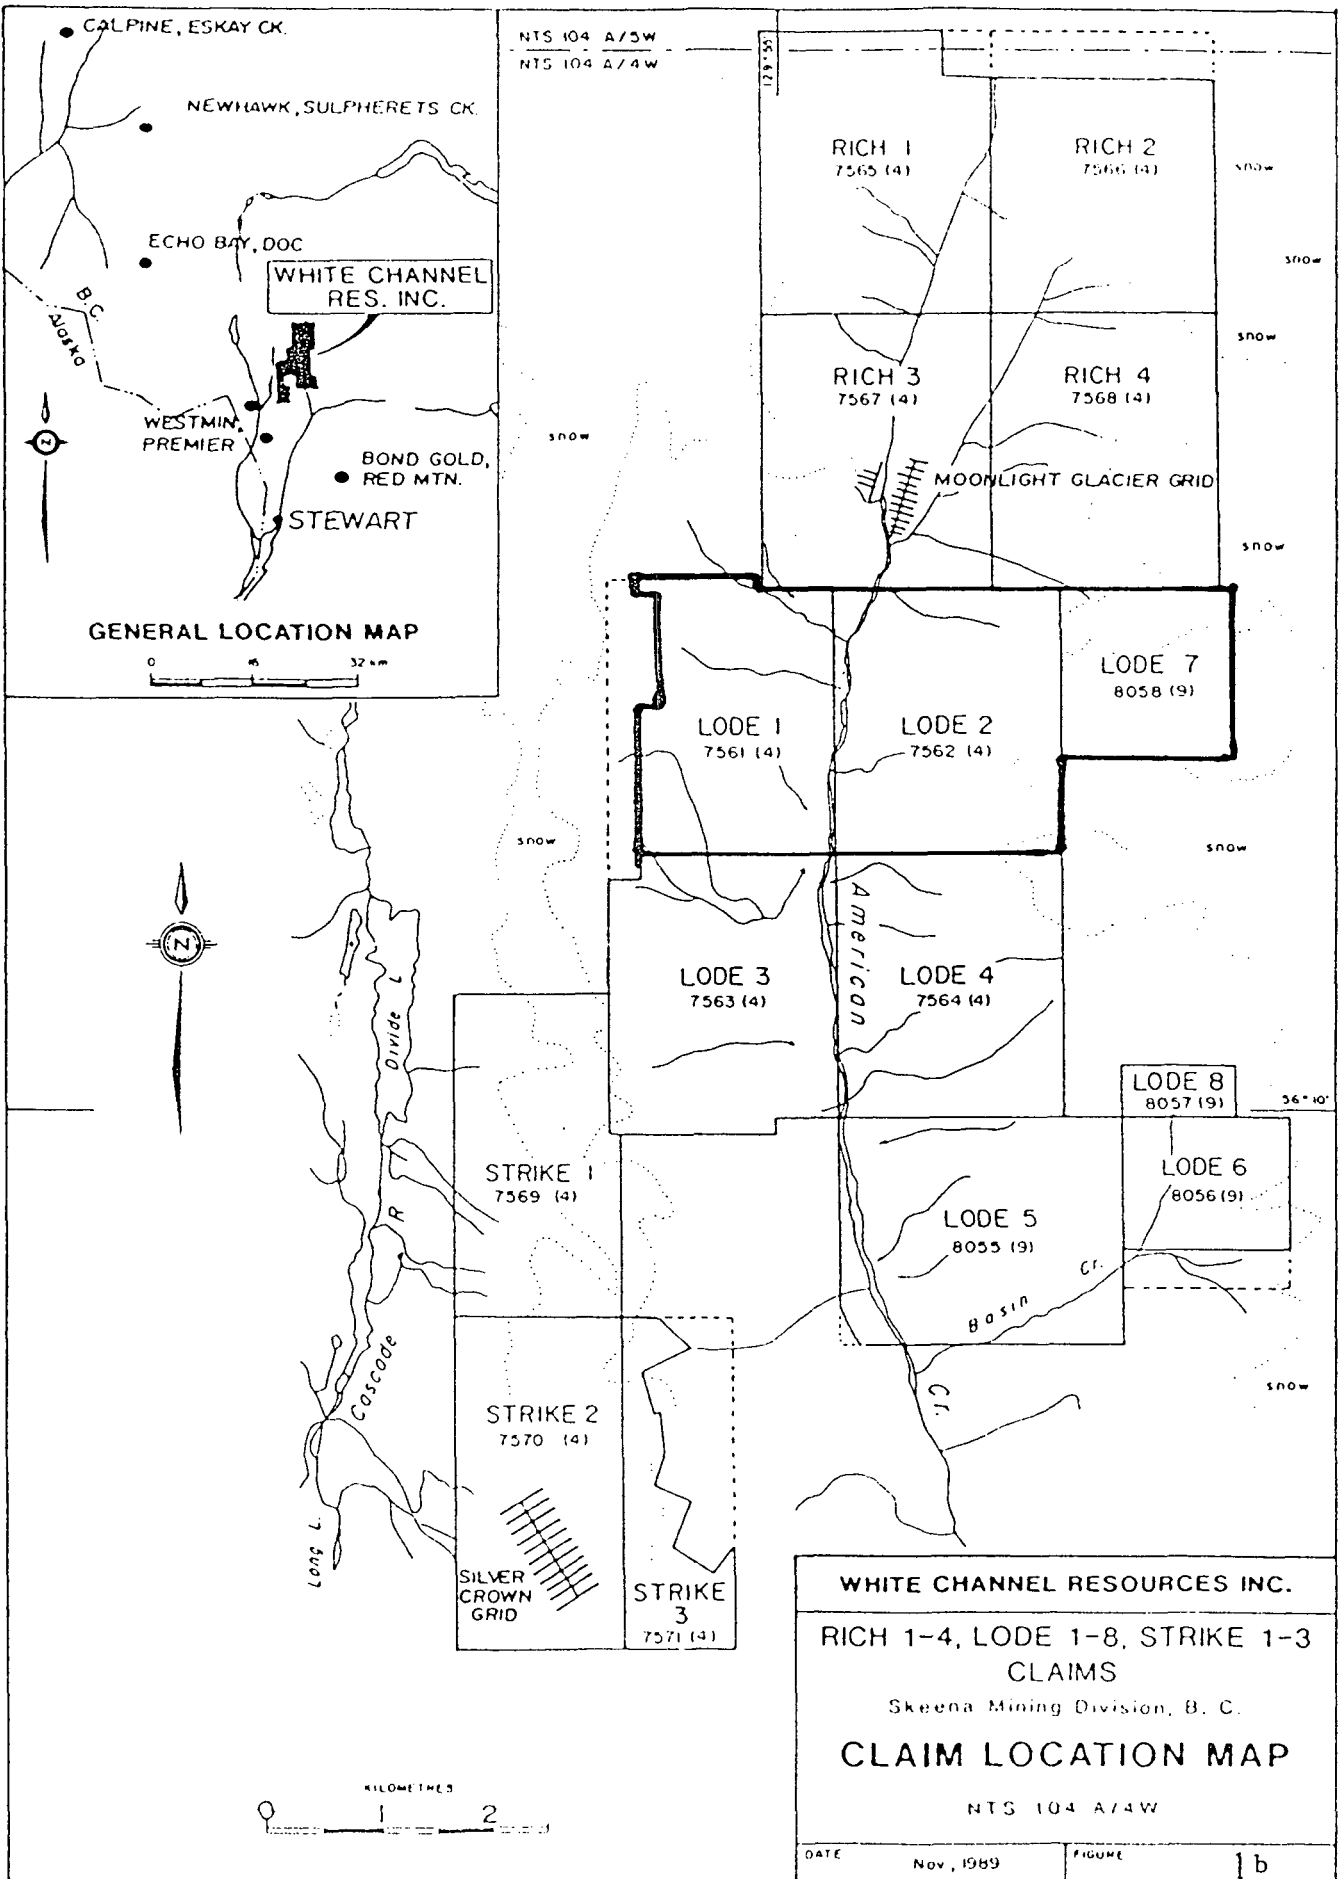 CALPINE, ESKAY CK.
NEWHAWK, SULPHERETS CK.
ECHO BAY, DOC
WHITE CHANNEL
RES. INC.
B.C.
Alaska
WESTMIN,
PREMIER
BOND GOLD,
RED MTN.
STEWART
N
GENERAL LOCATION MAP
0 16 32 km
NTS 104 A/5W
NTS 104 A/4W
129°55'
RICH 1
7565 (4)
RICH 2
7566 (4)
snow
snow
snow
RICH 3
7567 (4)
RICH 4
7568 (4)
snow
MOONLIGHT GLACIER GRID
snow
LODE 7
8058 (9)
LODE 1
7561 (4)
LODE 2
7562 (4)
snow
snow
American
N
LODE 3
7563 (4)
LODE 4
7564 (4)
Divide L
LODE 8
8057 (9)
56°10'
STRIKE 1
7569 (4)
LODE 6
8056 (9)
R
LODE 5
8055 (9)
Basin Cr.
Cascade
Cr.
snow
STRIKE 2
7570 (4)
Long L
SILVER
CROWN
GRID
STRIKE
3
7571 (4)
KILOMETRES
0 1 2
WHITE CHANNEL RESOURCES INC.
RICH 1-4, LODE 1-8, STRIKE 1-3
CLAIMS
Skeena Mining Division, B. C.
CLAIM LOCATION MAP
NTS 104 A/4W
DATE Nov, 1989 FIGURE 1b